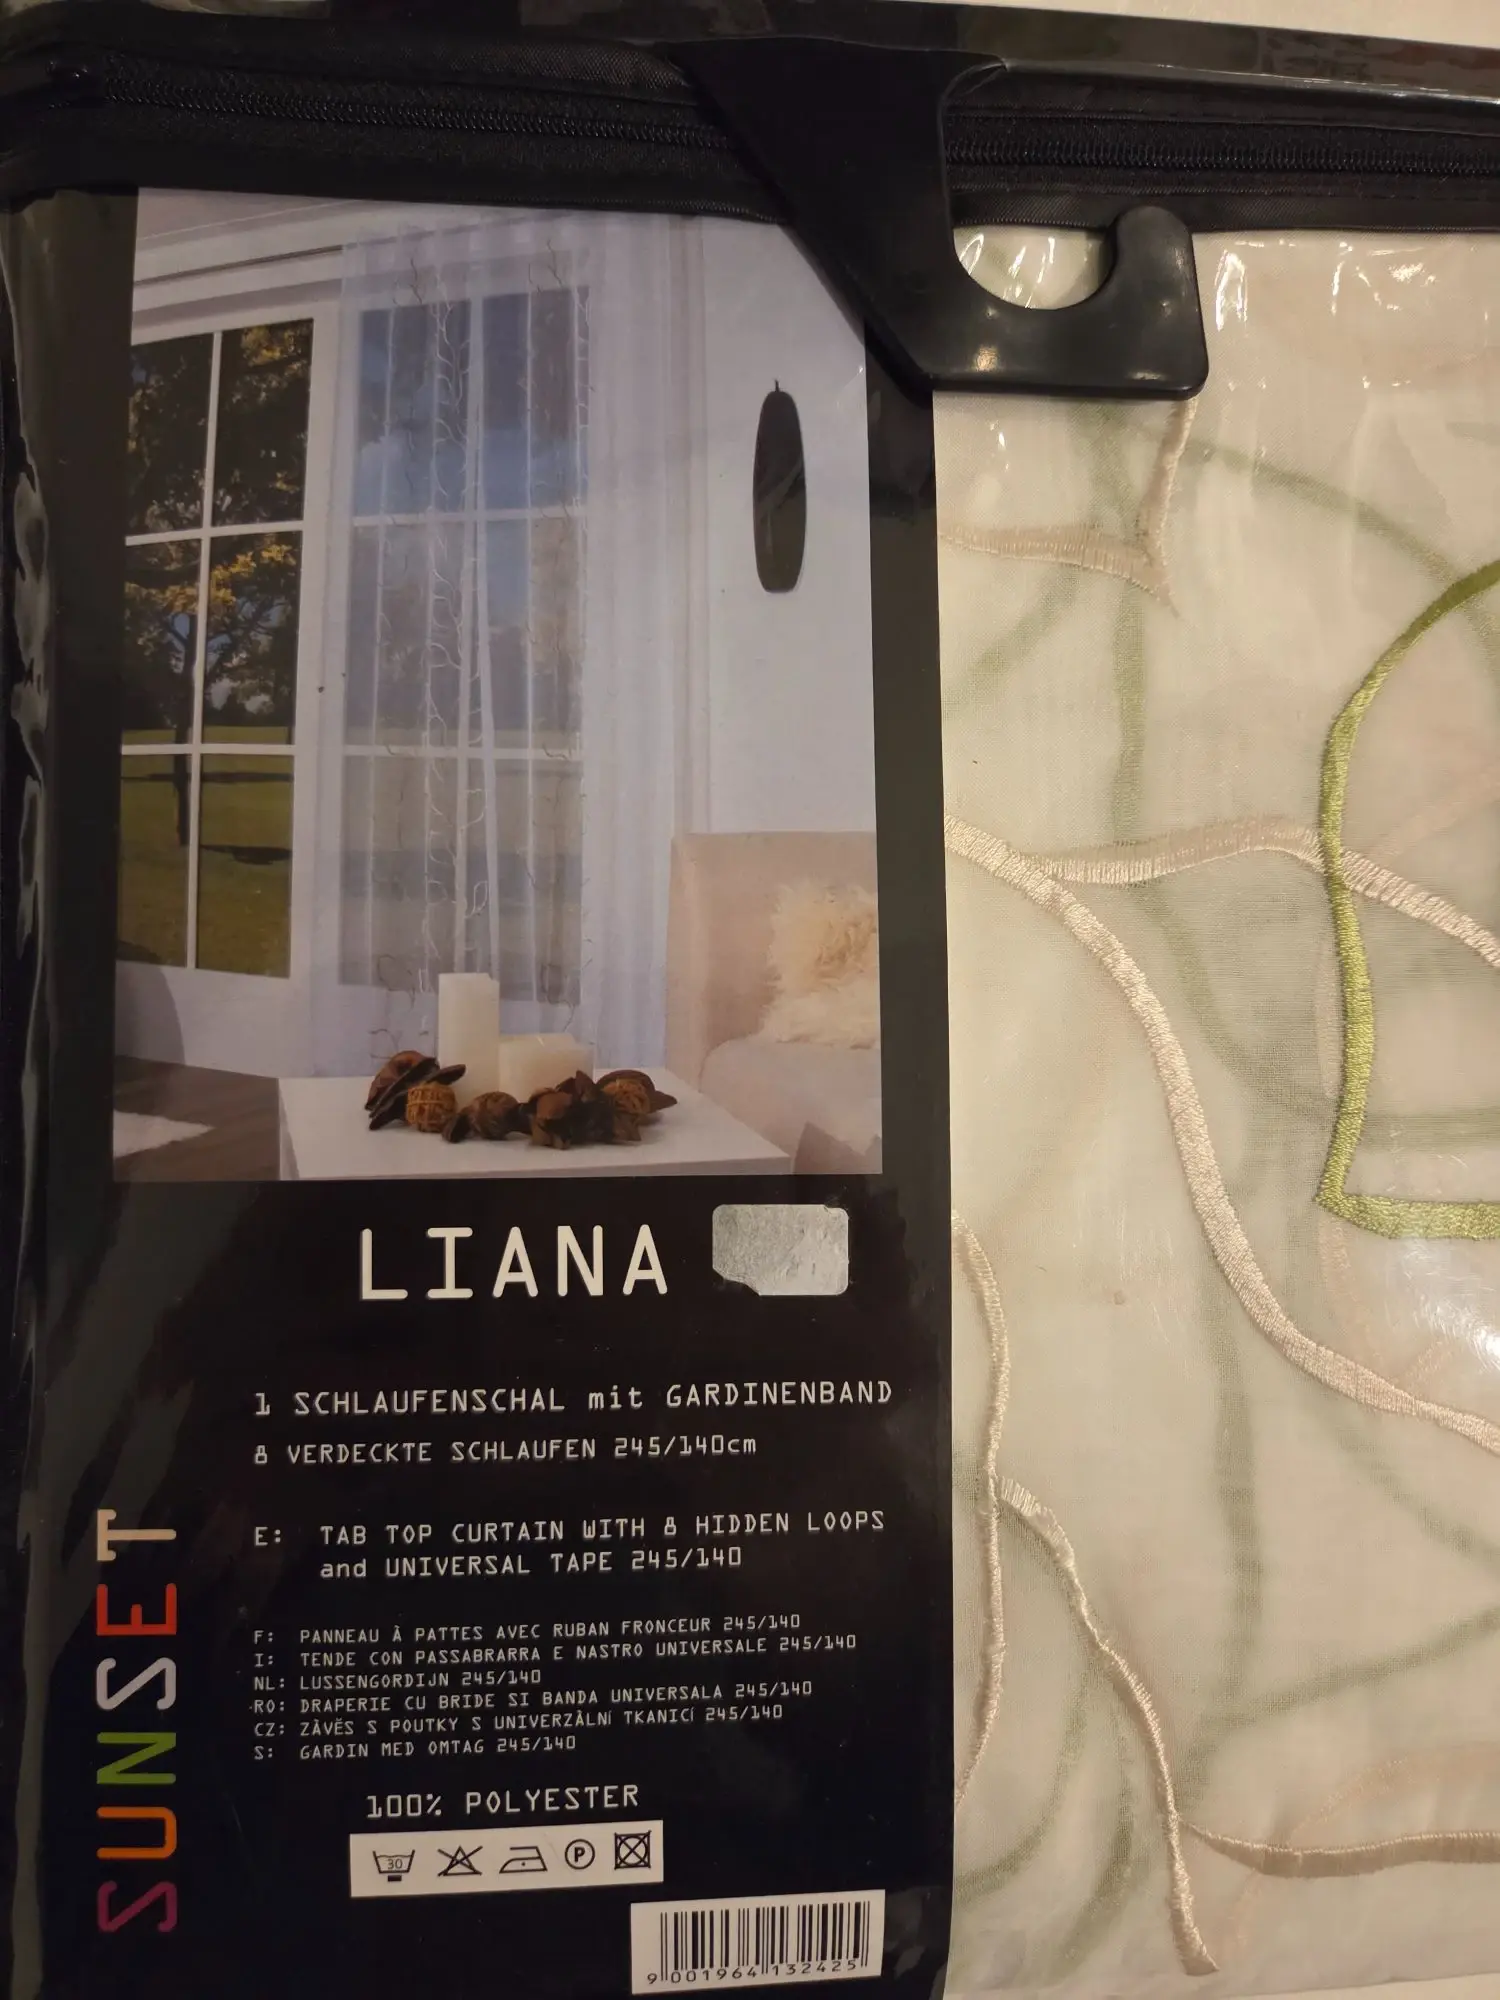 LIANA
1 SCHLAUFENSCHAL mit GARDINENBAND
8 VERDECKTE SCHLAUFEN 245/140cm
E: TAB TOP CURTAIN WITH 8 HIDDEN LOOPS
and UNIVERSAL TAPE 245/140
F: PANNEAU À PATTES AVEC RUBAN FRONCEUR 245/140
I: TENDE CON PASSABRARRA E NASTRO UNIVERSALE 245/140
NL: LUSSENGORDIJN 245/140
RO: DRAPERIE CU BRIDE SI BANDA UNIVERSALA 245/140
CZ: ZÀVĚS S POUTKY S UNIVERZÀLNÍ TKANICÍ 245/140
S: GARDIN MED OMTAG 245/140
100% POLYESTER
30 P
9 001964 132425
SUNSET